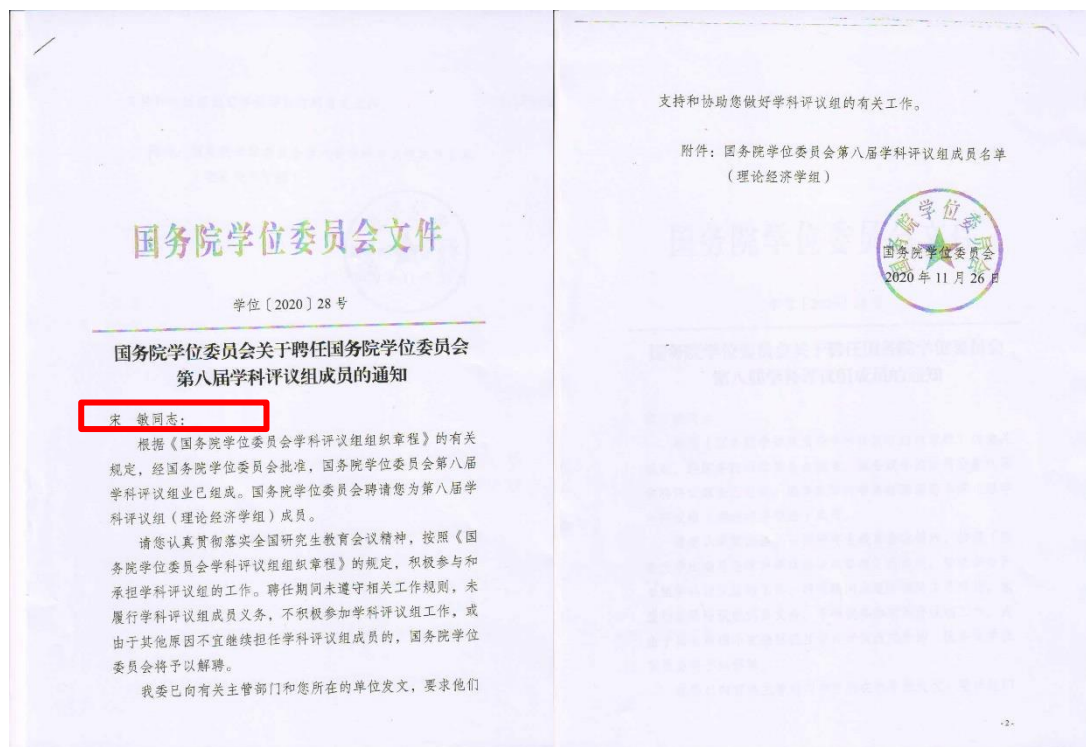 国务院学位委员会文件
学位〔2020〕28号
国务院学位委员会关于聘任国务院学位委员会
第八届学科评议组成员的通知
宋 敏同志：
根据《国务院学位委员会学科评议组组织章程》的有关
规定，经国务院学位委员会批准，国务院学位委员会第八届
学科评议组业已组成。国务院学位委员会聘请您为第八届学
科评议组（理论经济学组）成员。
请您认真贯彻落实全国研究生教育会议精神，按照《国
务院学位委员会学科评议组组织章程》的规定，积极参与和
承担学科评议组的工作。聘任期间未遵守相关工作规则，未
履行学科评议组成员义务，不积极参加学科评议组工作，或
由于其他原因不宜继续担任学科评议组成员的，国务院学位
委员会将予以解聘。
我委已向有关主管部门和您所在的单位发文，要求他们
支持和协助您做好学科评议组的有关工作。
附件：国务院学位委员会第八届学科评议组成员名单
（理论经济学组）
国务院学位委员会
国务院学位委员会
2020年11月26日
-2-